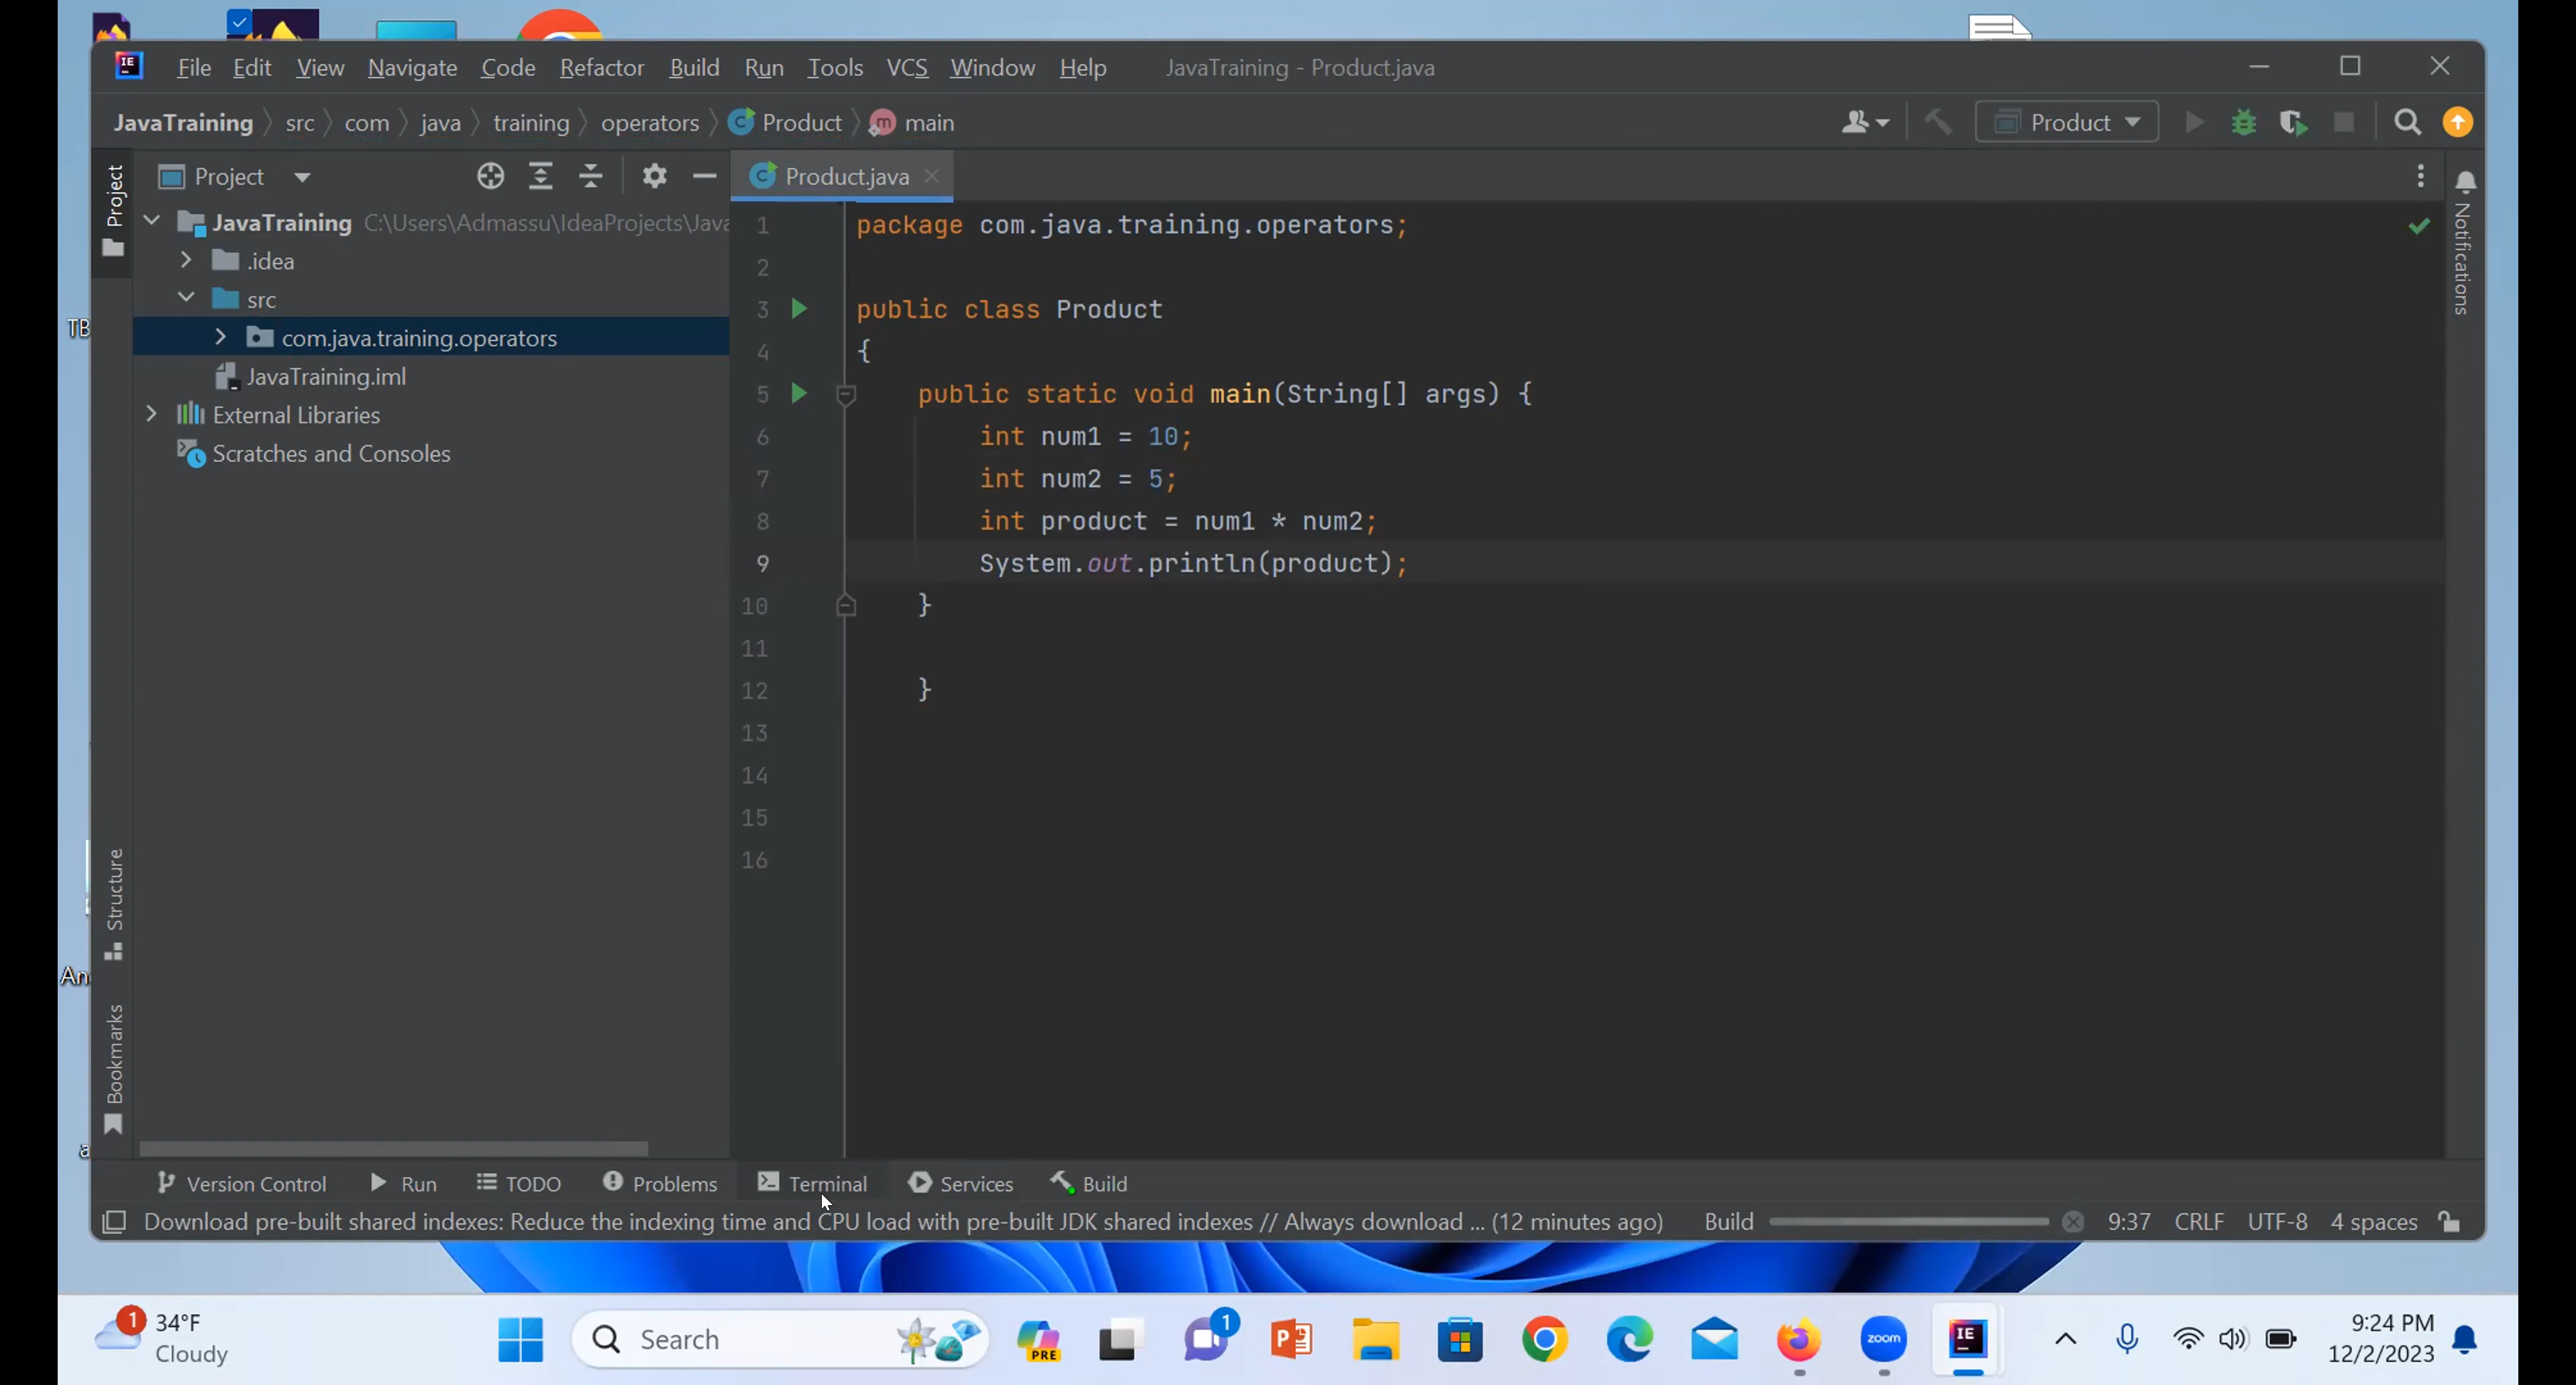 File Edit View Navigate Code Refactor Build Run Tools VCS Window Help JavaTraining - Product.java
JavaTraining src com java training operators Product main
Product
Project
Product.java
Project
JavaTraining C:\Users\Admassu\IdeaProjects\Java
.idea
src
com.java.training.operators
JavaTraining.iml
External Libraries
Scratches and Consoles
1 package com.java.training.operators;
2
3 public class Product
4 {
5 public static void main(String[] args) {
6 int num1 = 10;
7 int num2 = 5;
8 int product = num1 * num2;
9 System.out.println(product);
10 }
11
12 }
13
14
15
16
Notifications
TB
Structure
Bookmarks
Version Control Run TODO Problems Terminal Services Build
Download pre-built shared indexes: Reduce the indexing time and CPU load with pre-built JDK shared indexes // Always download ... (12 minutes ago) Build 9:37 CRLF UTF-8 4 spaces
1
34°F
Cloudy
Search
PRE
1
zoom
IE
9:24 PM
12/2/2023